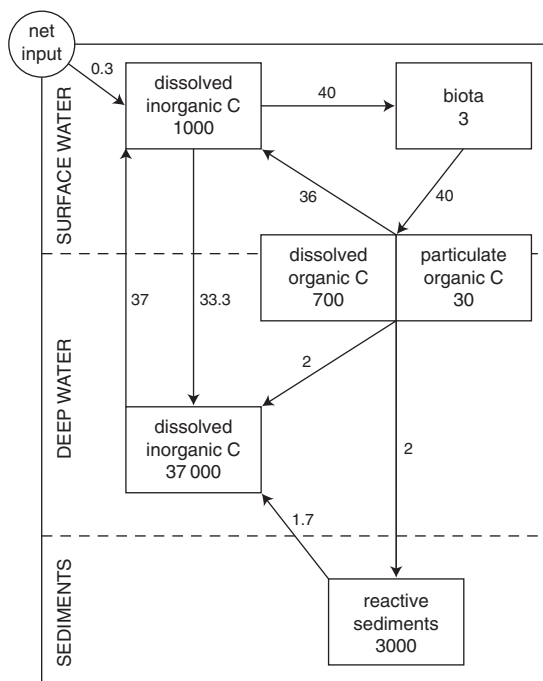 net
input
0.3
dissolved
inorganic C
1000
40
biota
3
SURFACE WATER
36
40
dissolved
organic C
700
particulate
organic C
30
37
33.3
DEEP WATER
2
2
dissolved
inorganic C
37 000
1.7
SEDIMENTS
reactive
sediments
3000